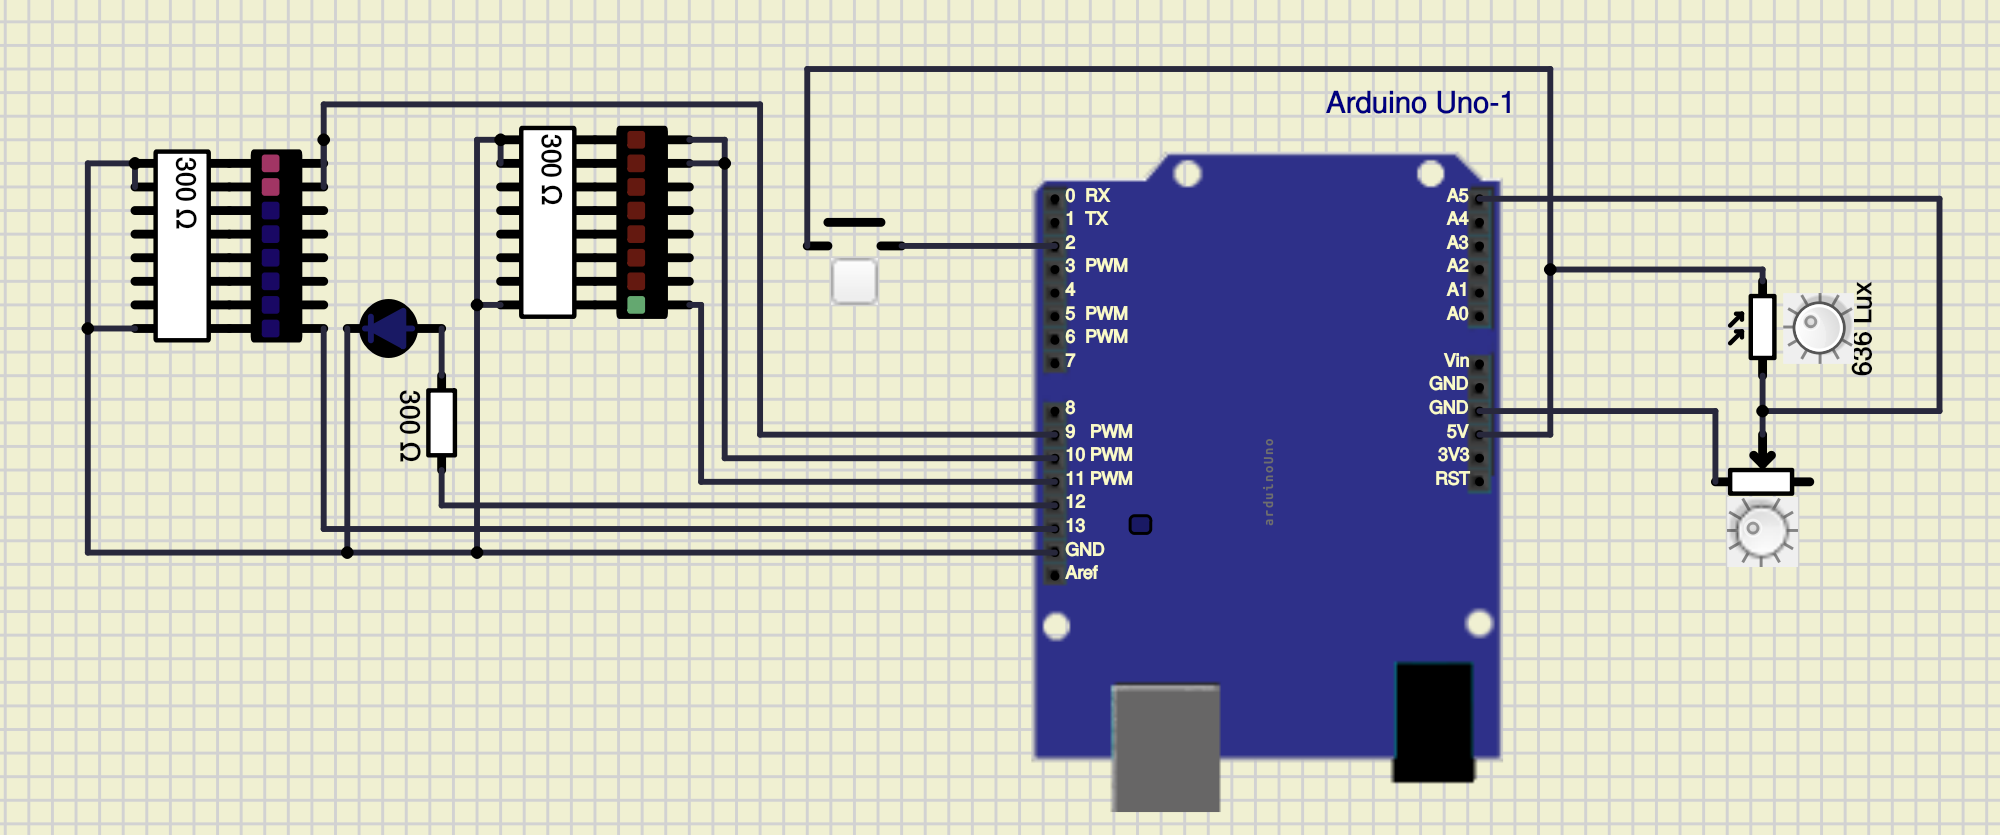 Arduino Uno-1
300 Ω
300 Ω
300 Ω
0 RX
1 TX
2
3 PWM
4
5 PWM
6 PWM
7
8
9 PWM
10 PWM
11 PWM
12
13
GND
Aref
arduinoUno
A5
A4
A3
A2
A1
A0
Vin
GND
GND
5V
3V3
RST
636 Lux